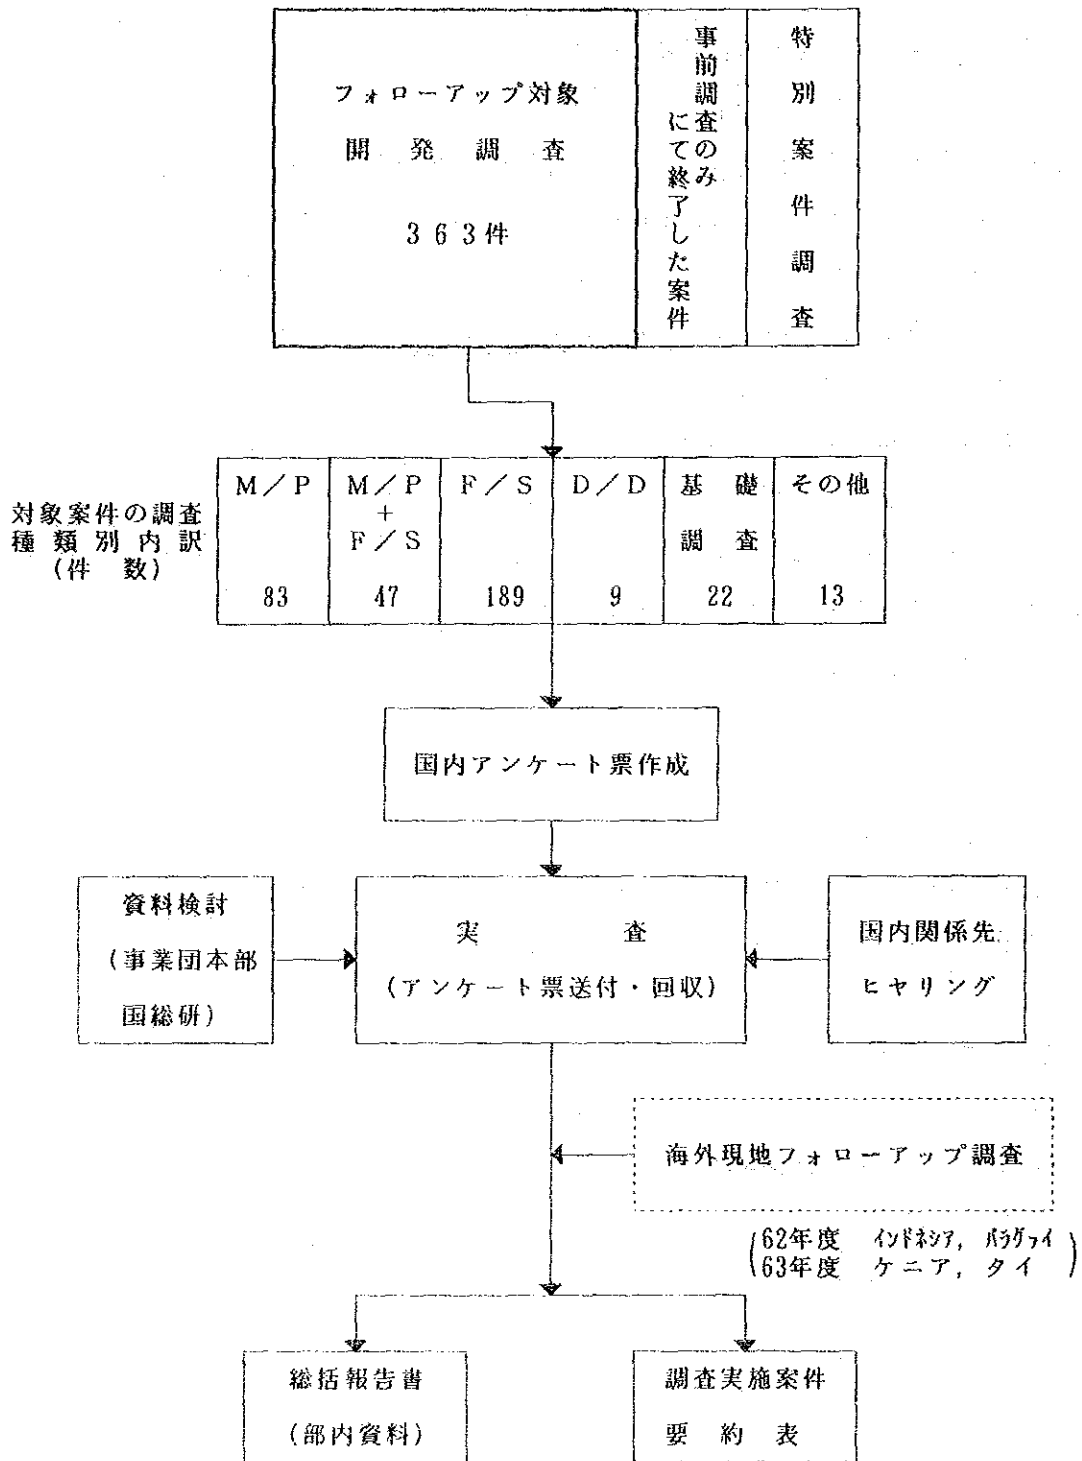 フォローアップ対象
開発調査
363件
事前調査のみ
にて終了した案件
特別案件調査
対象案件の調査
種類別内訳
(件数)
M/P
83
M/P
+
F/S
47
F/S
189
D/D
9
基礎
調査
22
その他
13
国内アンケート票作成
資料検討
(事業団本部
国総研)
実査
(アンケート票送付・回収)
国内関係先
ヒヤリング
海外現地フォローアップ調査
(62年度 インドネシア, パラグァイ
63年度 ケニア, タイ)
総括報告書
(部内資料)
調査実施案件
要約表